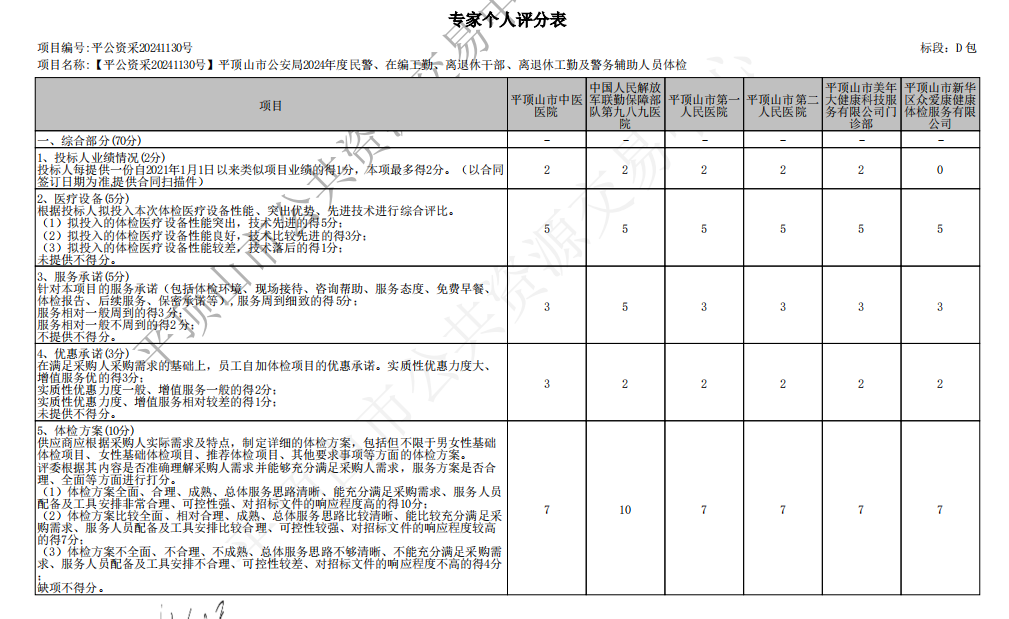 专家个人评分表
项目编号:平公资采20241130号
标段: D 包
项目名称:【平公资采20241130号】平顶山市公安局2024年度民警、在编工勤、离退休干部、离退休工勤及警务辅助人员体检
项目
平顶山市中医
医院
中国人民解放
军联勤保障部
队第九八九医
院
平顶山市第一
人民医院
平顶山市第二
人民医院
平顶山市美年
大健康科技服
务有限公司门
诊部
平顶山市新华
区众爱康健康
体检服务有限
公司
一、综合部分(70分)
- - - - - -
1、投标人业绩情况(2分)
投标人每提供一份自2021年1月1日以来类似项目业绩的得1分，本项最多得2分。（以合同
签订日期为准,提供合同扫描件）
2 2 2 2 2 0
2、医疗设备(5分)
根据投标人拟投入本次体检医疗设备性能、突出优势、先进技术进行综合评比。
（1）拟投入的体检医疗设备性能突出，技术先进的得5分；
（2）拟投入的体检医疗设备性能良好，技术比较先进的得3分；
（3）拟投入的体检医疗设备性能较差，技术落后的得1分；
未提供不得分。
5 5 5 5 5 5
3、服务承诺(5分)
针对本项目的服务承诺（包括体检环境、现场接待、咨询帮助、服务态度、免费早餐、
体检报告、后续服务、保密承诺等）,服务周到细致的得 5分；
服务相对一般周到的得3 分；
服务相对一般不周到的得2 分；
不提供不得分。
3 5 3 3 3 3
4、优惠承诺(3分)
在满足采购人采购需求的基础上，员工自加体检项目的优惠承诺。实质性优惠力度大、
增值服务优的得3分；
实质性优惠力度一般、增值服务一般的得2分；
实质性优惠力度、增值服务相对较差的得1分；
未提供不得分。
3 2 2 2 2 2
5、体检方案(10分)
供应商应根据采购人实际需求及特点，制定详细的体检方案，包括但不限于男女性基础
体检项目、女性基础体检项目、推荐体检项目、其他要求事项等方面的体检方案。
评委根据其内容是否准确理解采购人需求并能够充分满足采购人需求，服务方案是否合
理、全面等方面进行打分。
（1）体检方案全面、合理、成熟、总体服务思路清晰、能充分满足采购需求、服务人员
配备及工具安排非常合理、可控性强、对招标文件的响应程度高的得10分；
（2）体检方案比较全面、相对合理、成熟、总体服务思路比较清晰、能比较充分满足采
购需求、服务人员配备及工具安排比较合理、可控性较强、对招标文件的响应程度较高
的得7分；
（3）体检方案不全面、不合理、不成熟、总体服务思路不够清晰、不能充分满足采购需
求、服务人员配备及工具安排不合理、可控性较差、对招标文件的响应程度不高的得4分
；
缺项不得分。
7 10 7 7 7 7